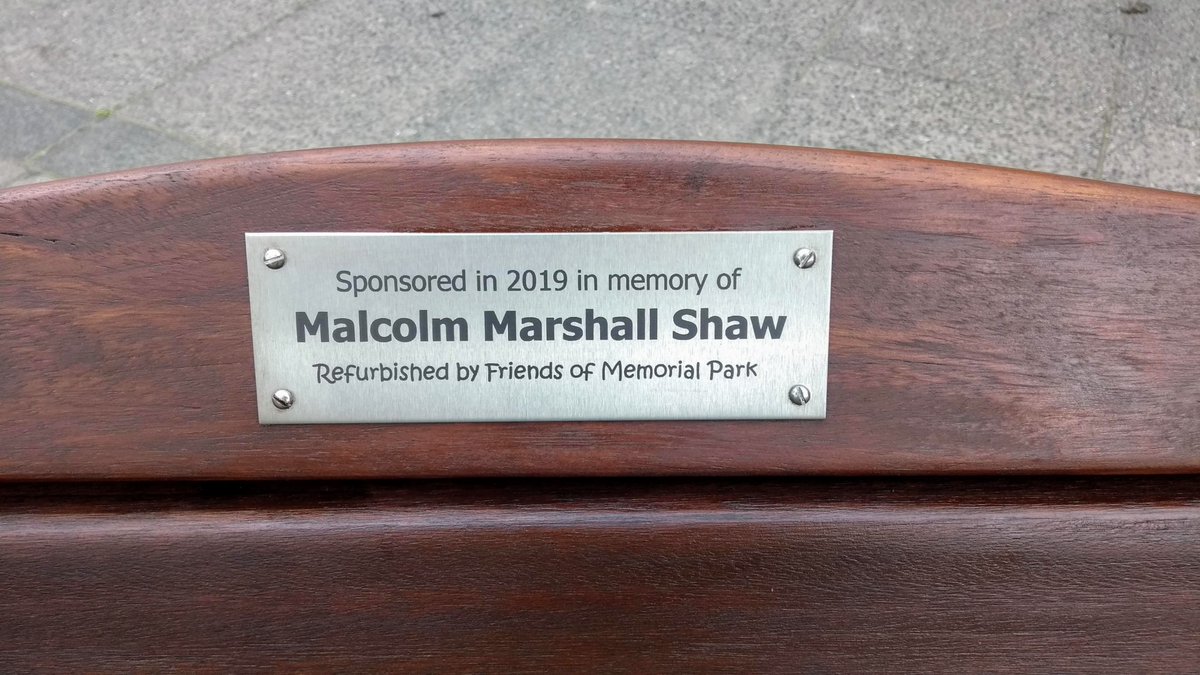 Sponsored in 2019 in memory of
Malcolm Marshall Shaw
Refurbished by Friends of Memorial Park